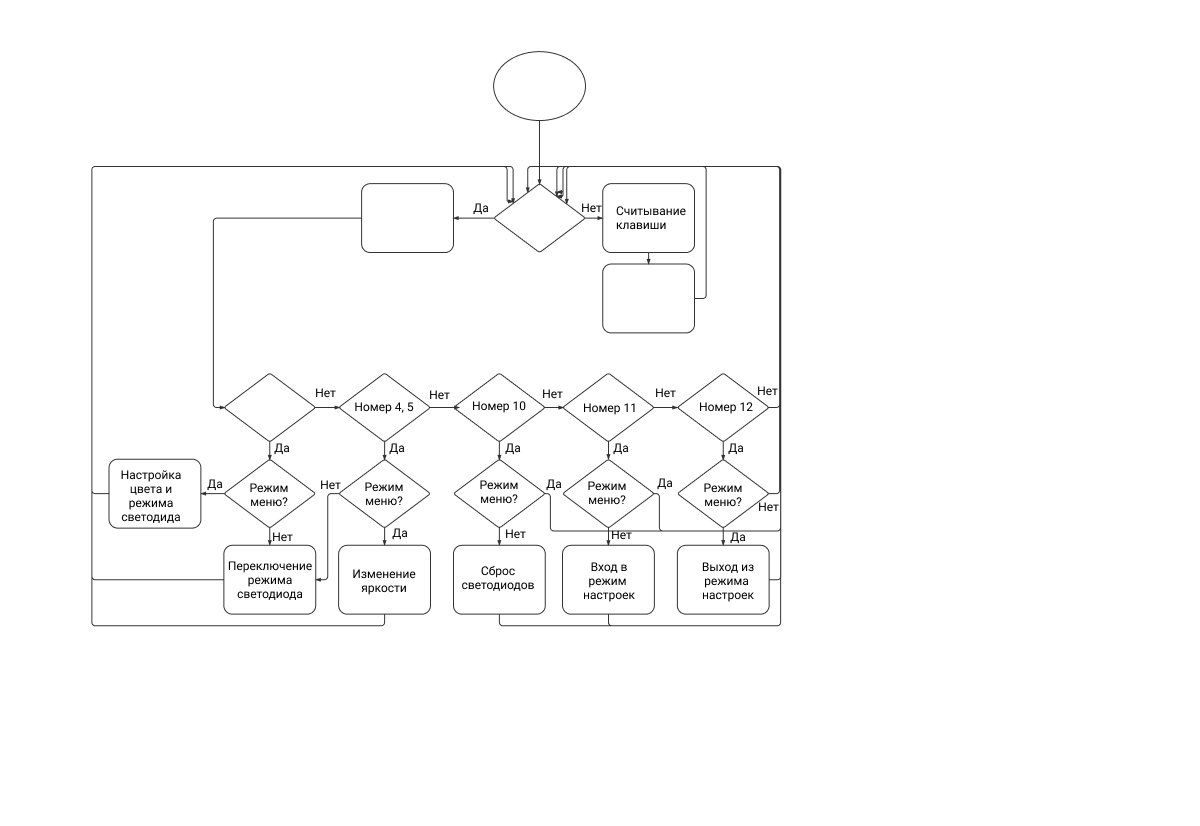 Да
Нет
Считывание
клавиши
Нет
Нет
Нет
Нет
Нет
Номер 4, 5
Номер 10
Номер 11
Номер 12
Да
Да
Да
Да
Да
Настройка
цвета и
режима
светодида
Да
Режим
меню?
Нет
Режим
меню?
Режим
меню?
Да
Режим
меню?
Да
Режим
меню?
Нет
Нет
Да
Нет
Нет
Да
Переключение
режима
светодиода
Изменение
яркости
Сброс
светодиодов
Вход в
режим
настроек
Выход из
режима
настроек